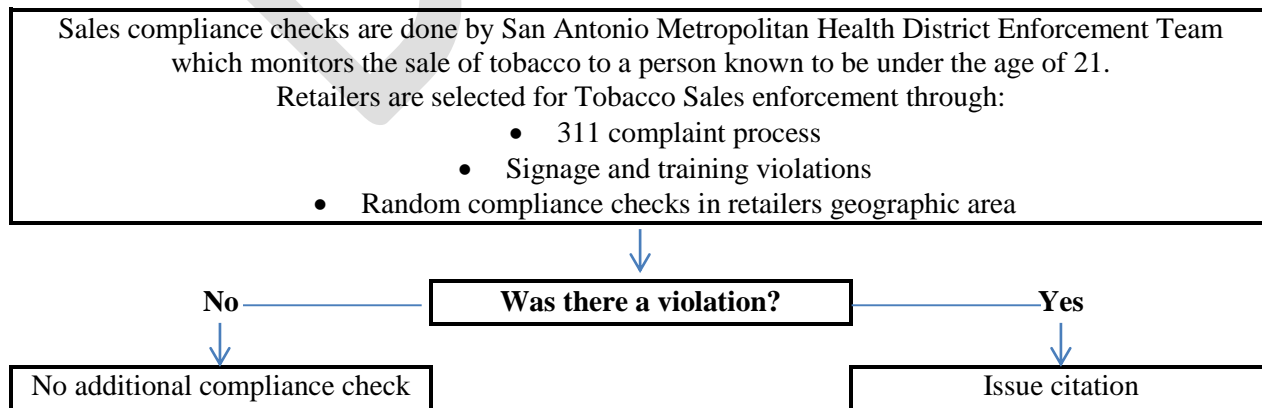 Sales compliance checks are done by San Antonio Metropolitan Health District Enforcement Team
which monitors the sale of tobacco to a person known to be under the age of 21.
Retailers are selected for Tobacco Sales enforcement through:
• 311 complaint process
• Signage and training violations
• Random compliance checks in retailers geographic area
No Was there a violation? Yes
No additional compliance check Issue citation